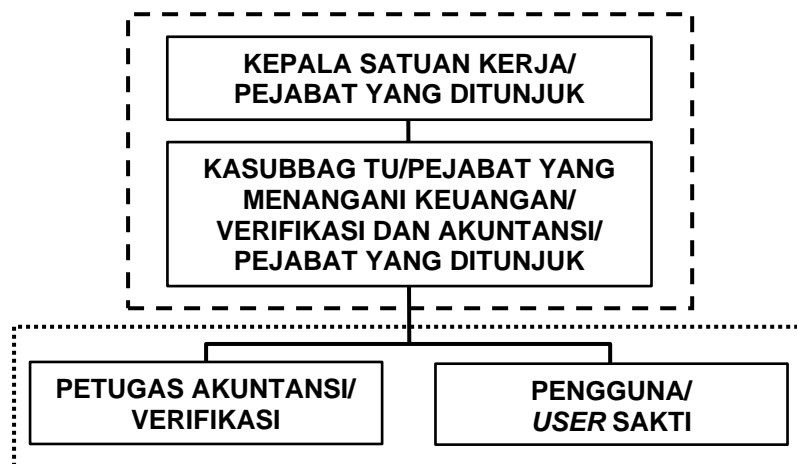 KEPALA SATUAN KERJA/
PEJABAT YANG DITUNJUK
KASUBBAG TU/PEJABAT YANG
MENANGANI KEUANGAN/
VERIFIKASI DAN AKUNTANSI/
PEJABAT YANG DITUNJUK
PETUGAS AKUNTANSI/
VERIFIKASI
PENGGUNA/
USER SAKTI